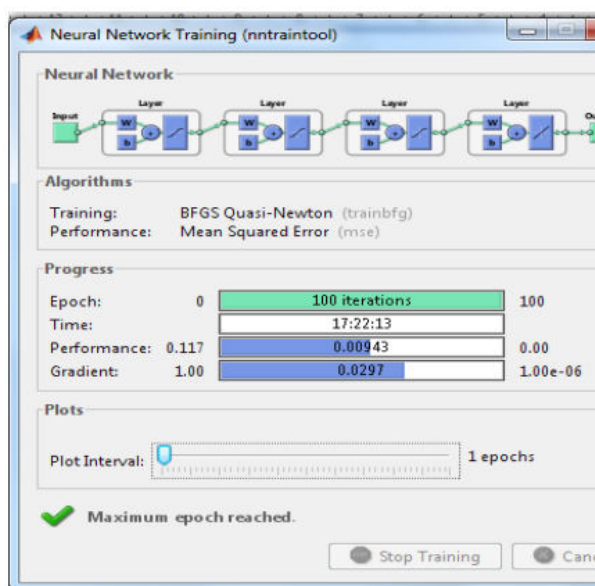 Neural Network Training (nntraintool)
Neural Network
Layer Layer Layer Layer
Input
W W W W
b b b b
Algorithms
Training: BFGS Quasi-Newton (trainbfg)
Performance: Mean Squared Error (mse)
Progress
Epoch: 0 100 iterations 100
Time: 17:22:13
Performance: 0.117 0.00943 0.00
Gradient: 1.00 0.0297 1.00e-06
Plots
Plot Interval: 1 epochs
Maximum epoch reached.
Stop Training Canc